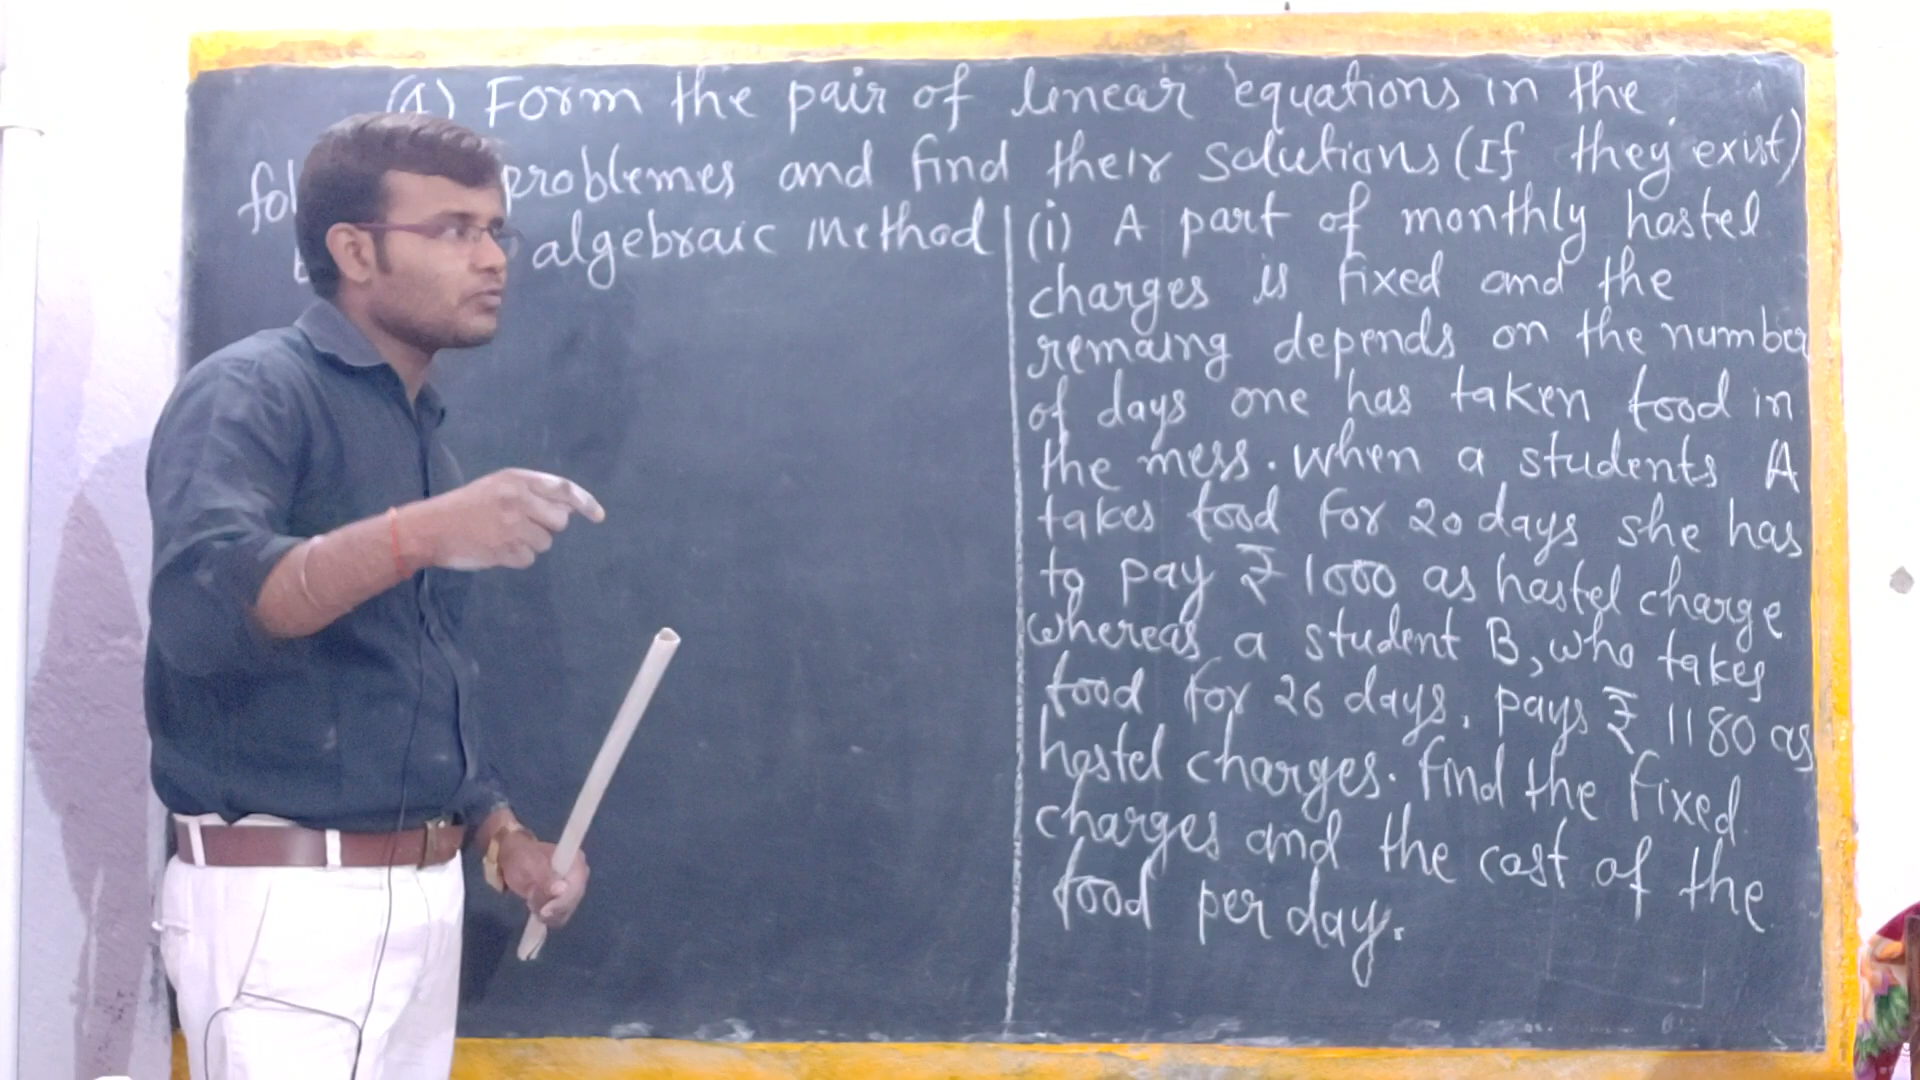 (1) Form the pair of linear equations in the
problemes and find their solutions (If they exist)
algebraic method
(i) A part of monthly hastel
charges is fixed and the
remaing depends on the number
of days one has taken food in
the mess. when a students A
takes food for 20 days she has
to pay ₹ 1000 as hastel charge
whereas a student B, who takes
food for 26 days, pays ₹ 1180 as
hostel charges. find the fixed
charges and the cost of the
food per day.